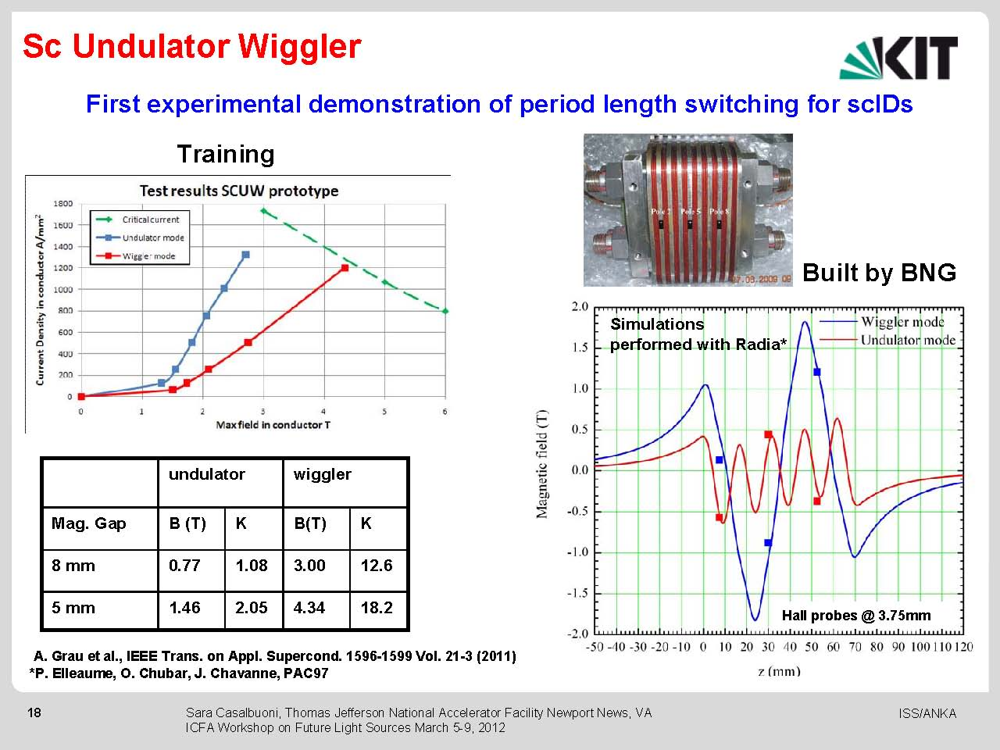 Sc Undulator Wiggler
KIT
First experimental demonstration of period length switching for scIDs
Training
Test results SCUW prototype
Current Density in conductor A/mm²
1800
1600
1400
1200
1000
800
600
400
200
0
Critical current
Undulator mode
Wiggler mode
0 1 2 3 4 5 6
Max field in conductor T
Pole 2 Pole 5 Pole 8
07.08.2009 09
Built by BNG
Simulations
performed with Radia*
Wiggler mode
Undulator mode
Magnetic field (T)
2.0
1.5
1.0
0.5
0.0
-0.5
-1.0
-1.5
-2.0
Hall probes @ 3.75mm
-50 -40 -30 -20 -10 0 10 20 30 40 50 60 70 80 90 100 110 120
z (mm)
undulator wiggler
Mag. Gap B (T) K B(T) K
8 mm 0.77 1.08 3.00 12.6
5 mm 1.46 2.05 4.34 18.2
A. Grau et al., IEEE Trans. on Appl. Supercond. 1596-1599 Vol. 21-3 (2011)
*P. Elleaume, O. Chubar, J. Chavanne, PAC97
18
Sara Casalbuoni, Thomas Jefferson National Accelerator Facility Newport News, VA
ICFA Workshop on Future Light Sources March 5-9, 2012
ISS/ANKA